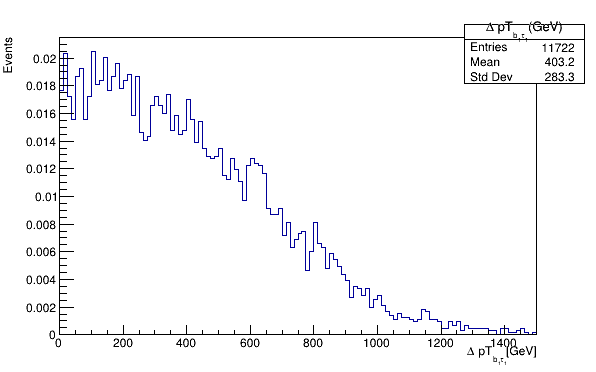 Δ pT_{b_1τ_1}(GeV)
Entries 11722
Mean 403.2
Std Dev 283.3
Events
0.02
0.018
0.016
0.014
0.012
0.01
0.008
0.006
0.004
0.002
0
0 200 400 600 800 1000 1200 1400
Δ pT_{b_1τ_1}[GeV]